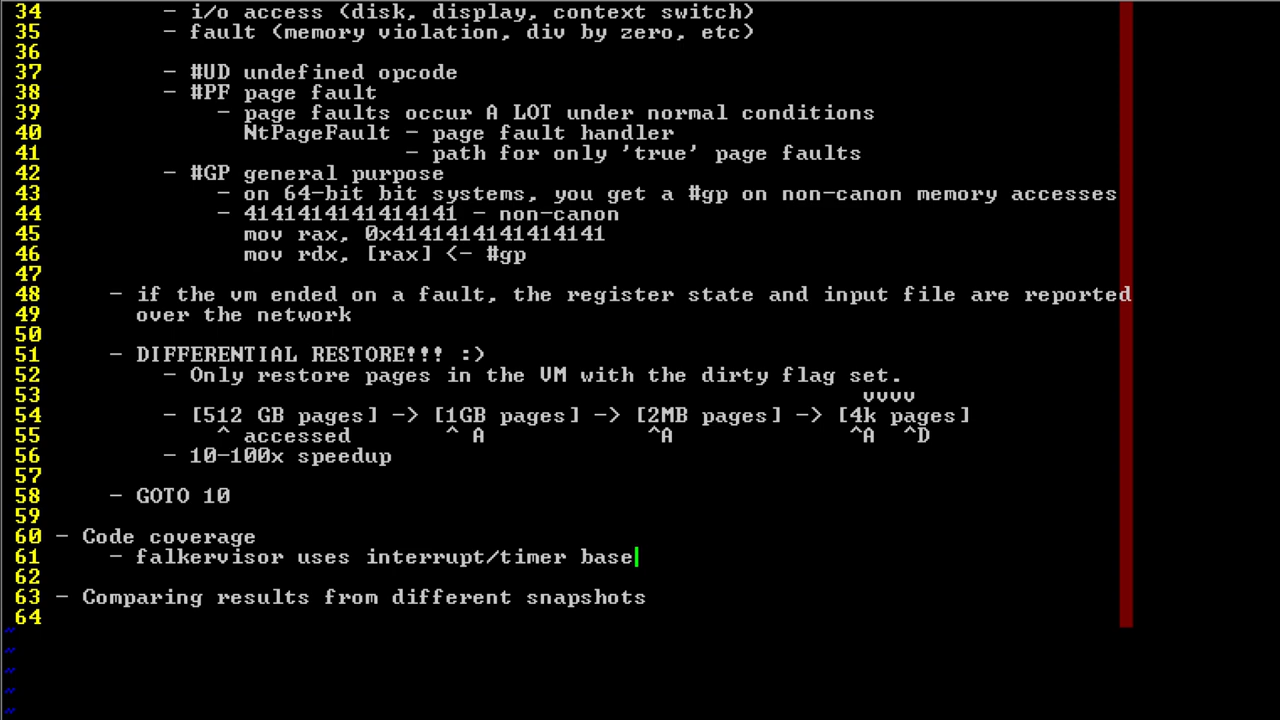 34           - i/o access (disk, display, context switch)
35           - fault (memory violation, div by zero, etc)
36
37           - #UD undefined opcode
38           - #PF page fault
39               - page faults occur A LOT under normal conditions
40                 NtPageFault - page fault handler
41                             - path for only 'true' page faults
42           - #GP general purpose
43               - on 64-bit bit systems, you get a #gp on non-canon memory accesses
44               - 4141414141414141 - non-canon
45                 mov rax, 0x4141414141414141
46                 mov rdx, [rax] <- #gp
47
48       - if the vm ended on a fault, the register state and input file are reported
49         over the network
50
51       - DIFFERENTIAL RESTORE!!! :)
52           - Only restore pages in the VM with the dirty flag set.
53                                                               vvvv
54           - [512 GB pages] -> [1GB pages] -> [2MB pages] -> [4k pages]
55               ^ accessed       ^ A            ^A             ^A  ^D
56           - 10-100x speedup
57
58       - GOTO 10
59
60   - Code coverage
61       - falkervisor uses interrupt/timer base
62
63   - Comparing results from different snapshots
64
~
~
~
~
~